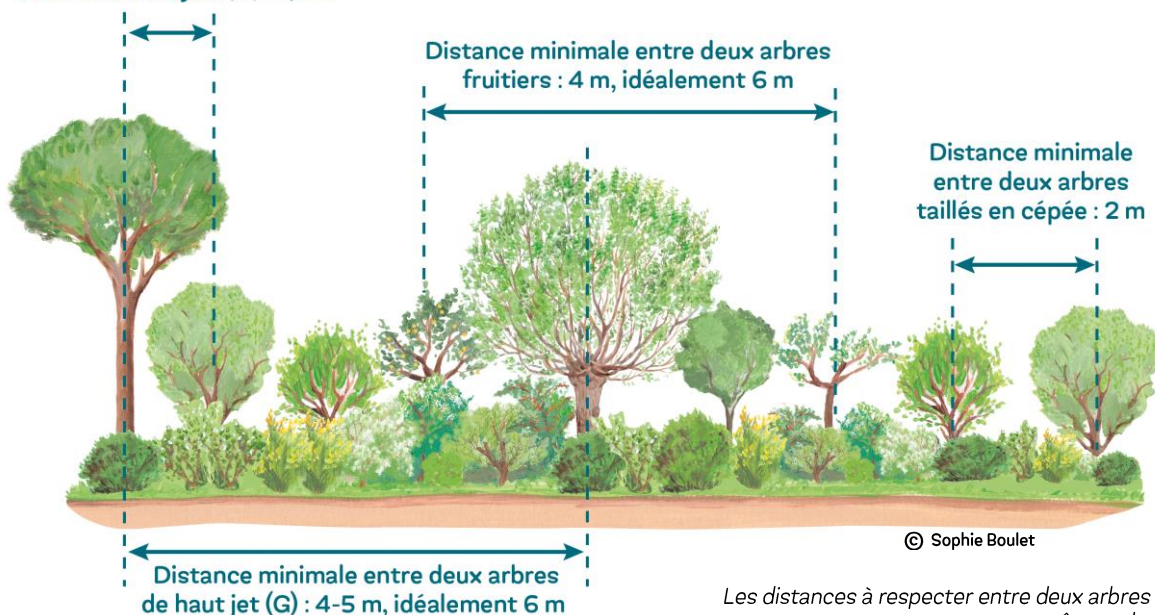 Distance minimale entre deux arbres
fruitiers : 4 m, idéalement 6 m
Distance minimale
entre deux arbres
taillés en cépée : 2 m
© Sophie Boulet
Distance minimale entre deux arbres
de haut jet (G) : 4-5 m, idéalement 6 m
Les distances à respecter entre deux arbres